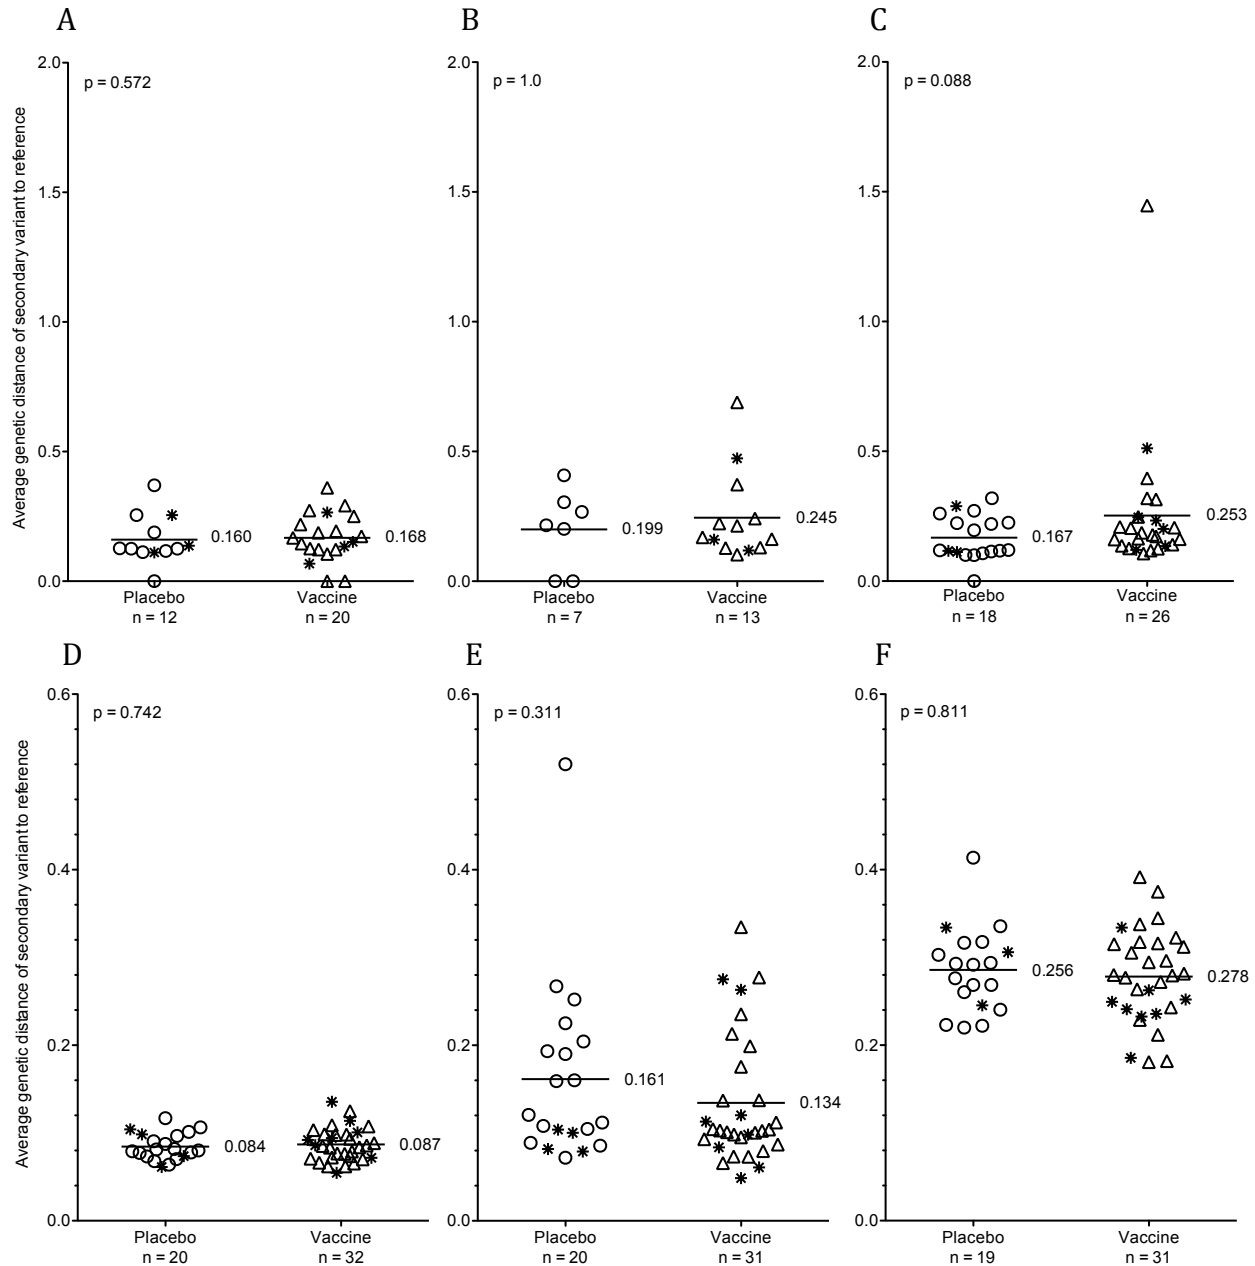 A
Average genetic distance of secondary variant to reference
2.0
1.5
1.0
0.5
0.0
p = 0.572
0.160
0.168
Placebo
n = 12
Vaccine
n = 20
B
2.0
1.5
1.0
0.5
0.0
p = 1.0
0.199
0.245
Placebo
n = 7
Vaccine
n = 13
C
2.0
1.5
1.0
0.5
0.0
p = 0.088
0.167
0.253
Placebo
n = 18
Vaccine
n = 26
D
Average genetic distance of secondary variant to reference
0.6
0.4
0.2
0.0
p = 0.742
0.084
0.087
Placebo
n = 20
Vaccine
n = 32
E
0.6
0.4
0.2
0.0
p = 0.311
0.161
0.134
Placebo
n = 20
Vaccine
n = 31
F
0.6
0.4
0.2
0.0
p = 0.811
0.256
0.278
Placebo
n = 19
Vaccine
n = 31